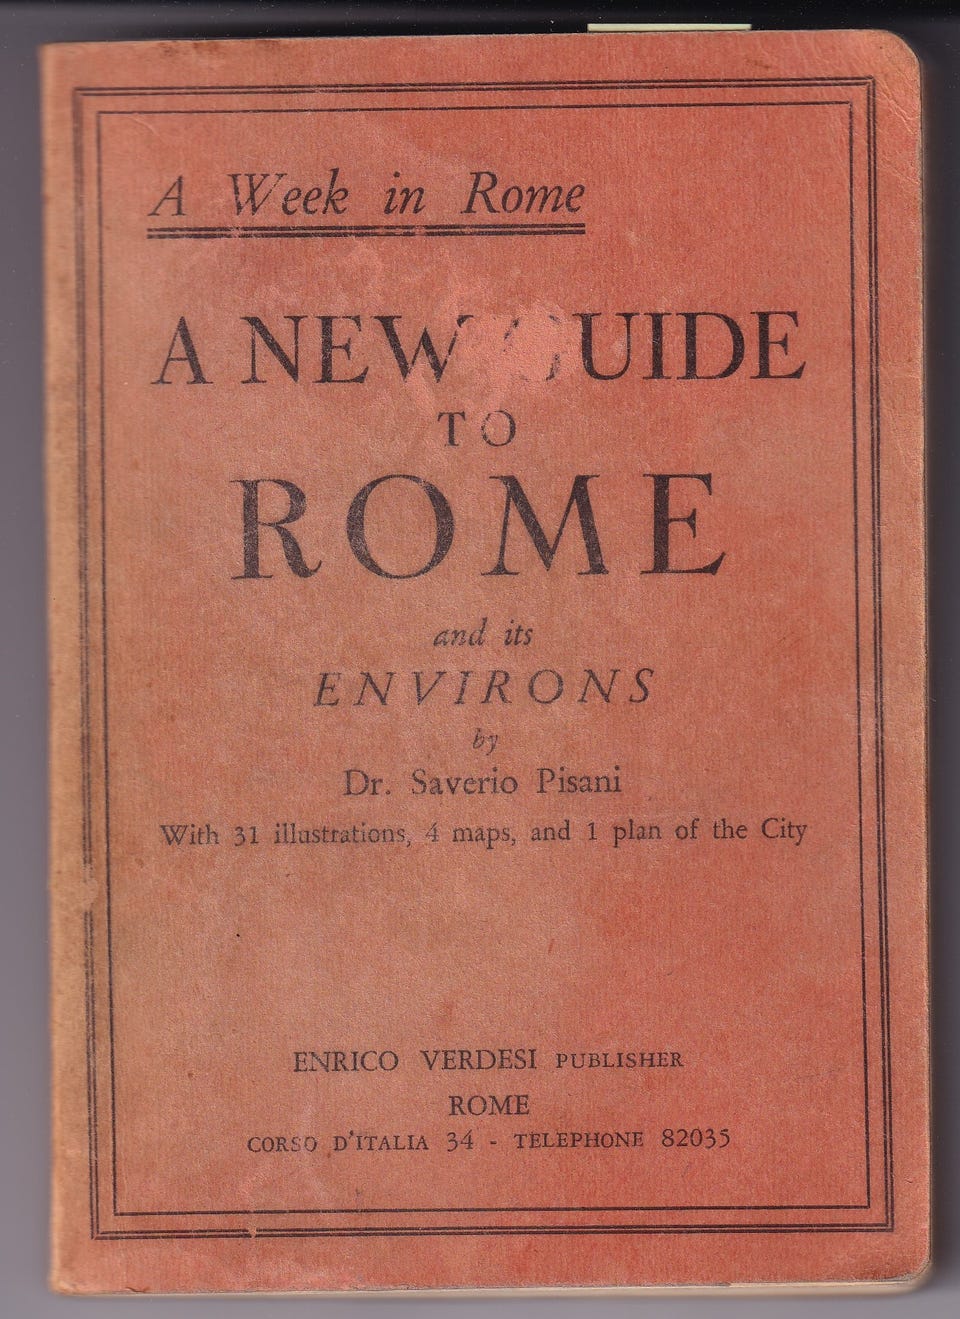 A Week in Rome
A NEW GUIDE
TO
ROME
and its
ENVIRONS
by
Dr. Saverio Pisani
With 31 illustrations, 4 maps, and 1 plan of the City
ENRICO VERDESI PUBLISHER
ROME
CORSO D'ITALIA 34 - TELEPHONE 82035